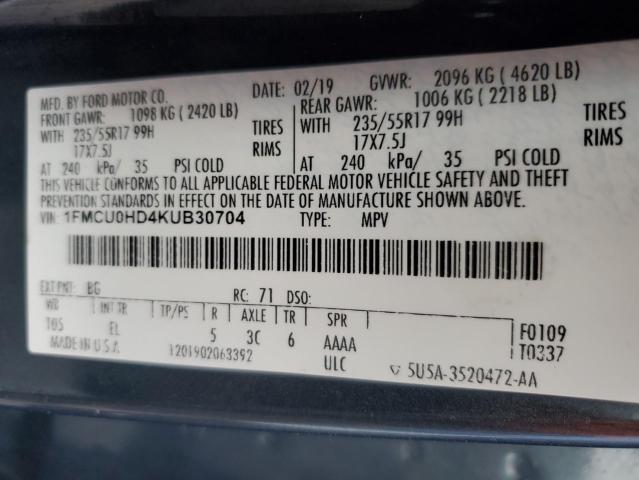 MFD. BY FORD MOTOR CO.
DATE: 02/19 GVWR: 2096 KG ( 4620 LB)
FRONT GAWR: 1098 KG ( 2420 LB)
WITH 235/55R17 99H TIRES
17X7.5J RIMS
AT 240 kPa/ 35 PSI COLD
REAR GAWR: 1006 KG ( 2218 LB)
WITH 235/55R17 99H TIRES
17X7.5J RIMS
AT 240 kPa/ 35 PSI COLD
THIS VEHICLE CONFORMS TO ALL APPLICABLE FEDERAL MOTOR VEHICLE SAFETY AND THEFT
PREVENTION STANDARDS IN EFFECT ON THE DATE OF MANUFACTURE SHOWN ABOVE.
VIN: 1FMCU0HD4KUB30704 TYPE: MPV
EXT PNT: BG RC: 71 DSO:
WB INT TR TP/PS R AXLE TR SPR
T05 EL 5 3C 6 AAAA F0109
MADE IN U.S.A. 1201902063392 ULC T0337
5U5A-3520472-AA